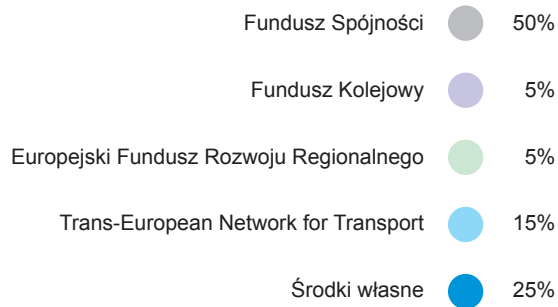 Fundusz Spójności 50%
Fundusz Kolejowy 5%
Europejski Fundusz Rozwoju Regionalnego 5%
Trans-European Network for Transport 15%
Środki własne 25%